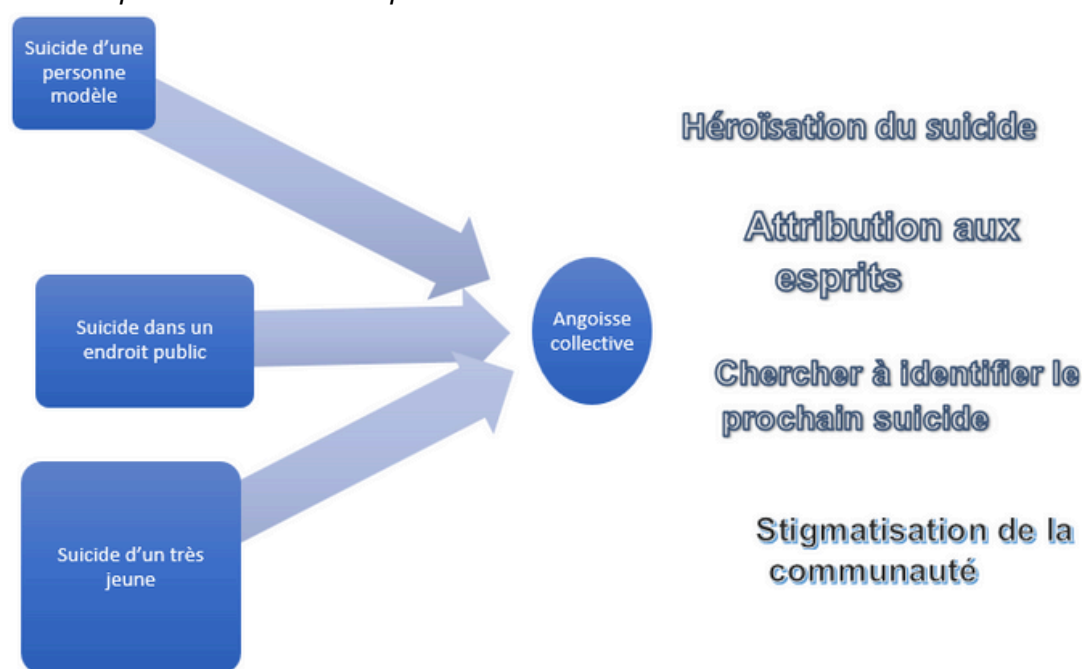 Suicide d'une
personne
modèle
Héroïsation du suicide
Attribution aux
esprits
Suicide dans un
endroit public
Angoisse
collective
Chercher à identifier le
prochain suicide
Suicide d'un très
jeune
Stigmatisation de la
communauté